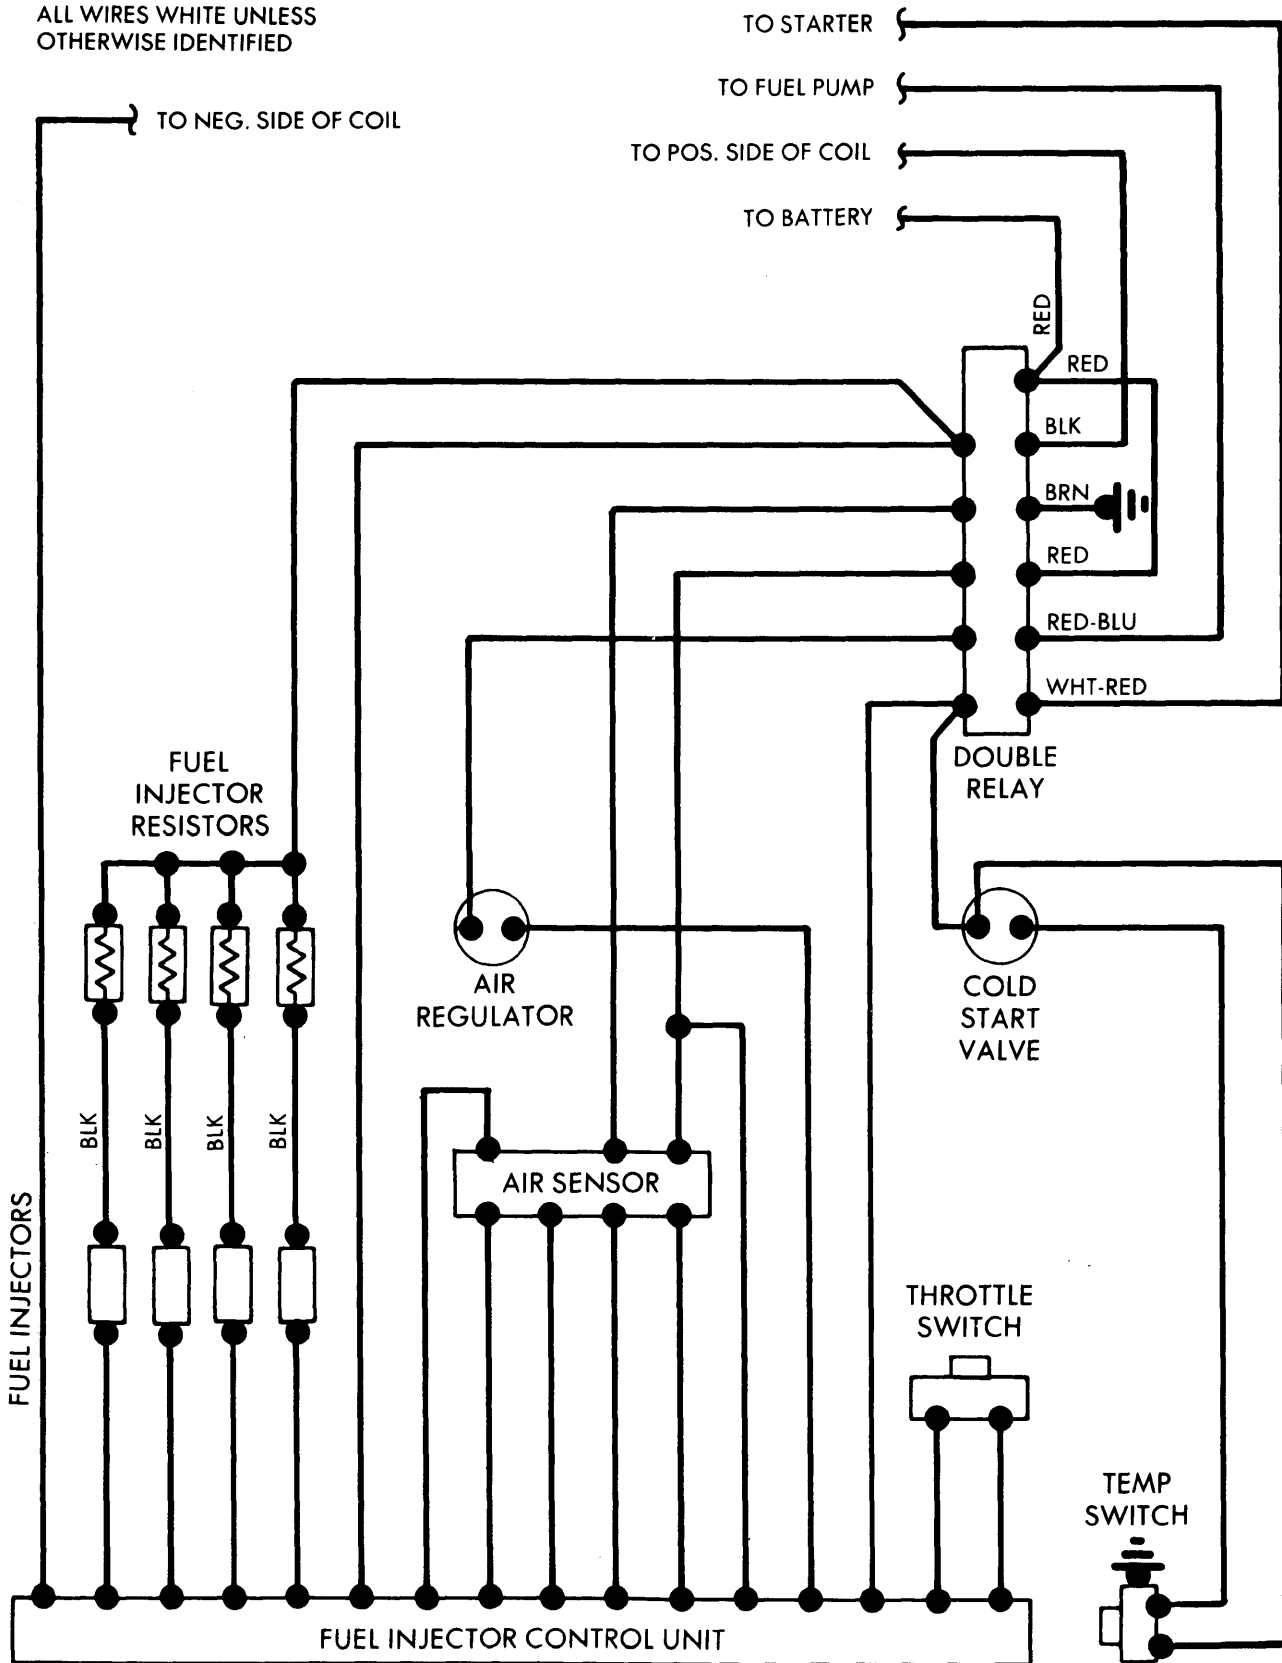 ALL WIRES WHITE UNLESS
OTHERWISE IDENTIFIED
TO NEG. SIDE OF COIL
TO STARTER
TO FUEL PUMP
TO POS. SIDE OF COIL
TO BATTERY
RED
RED
BLK
BRN
RED
RED-BLU
WHT-RED
DOUBLE
RELAY
FUEL
INJECTOR
RESISTORS
AIR
REGULATOR
COLD
START
VALVE
BLK
BLK
BLK
BLK
AIR SENSOR
FUEL INJECTORS
THROTTLE
SWITCH
TEMP
SWITCH
FUEL INJECTOR CONTROL UNIT